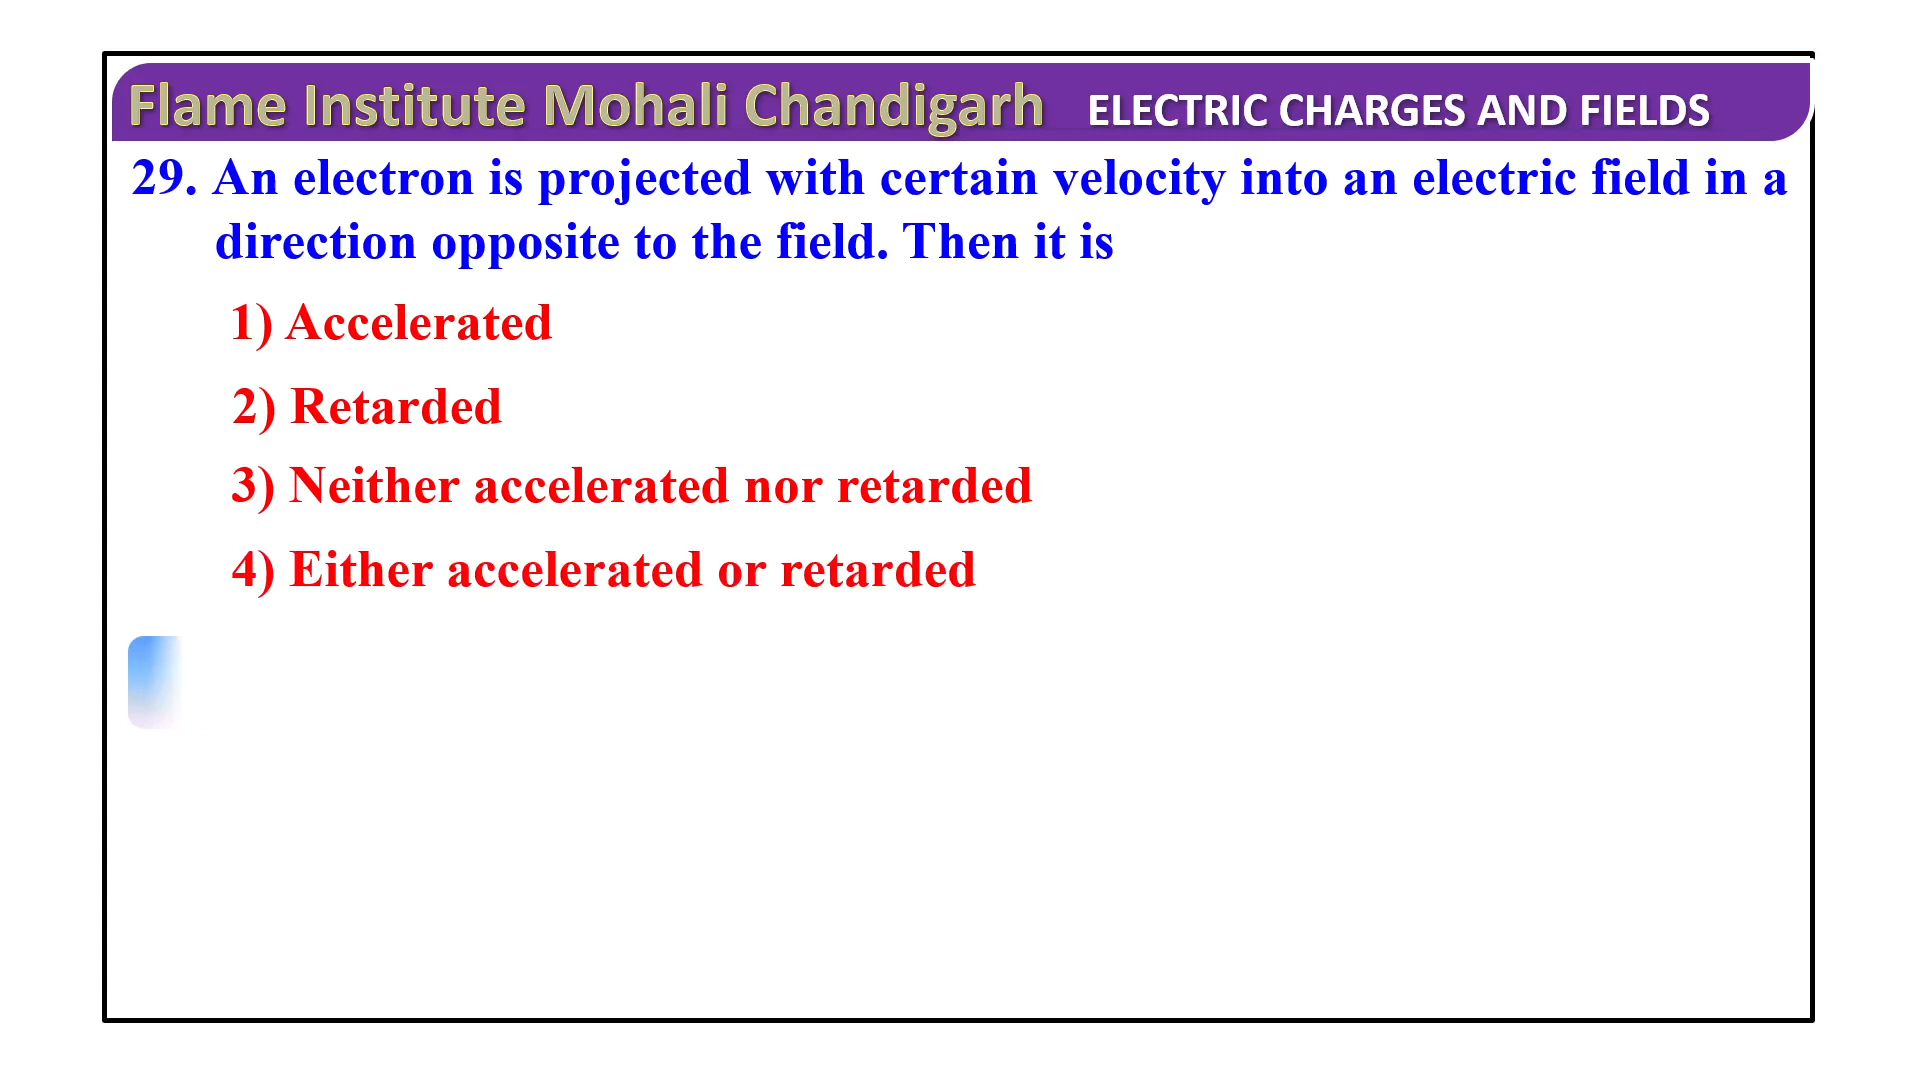 Flame Institute Mohali Chandigarh ELECTRIC CHARGES AND FIELDS
29. An electron is projected with certain velocity into an electric field in a
direction opposite to the field. Then it is
1) Accelerated
2) Retarded
3) Neither accelerated nor retarded
4) Either accelerated or retarded